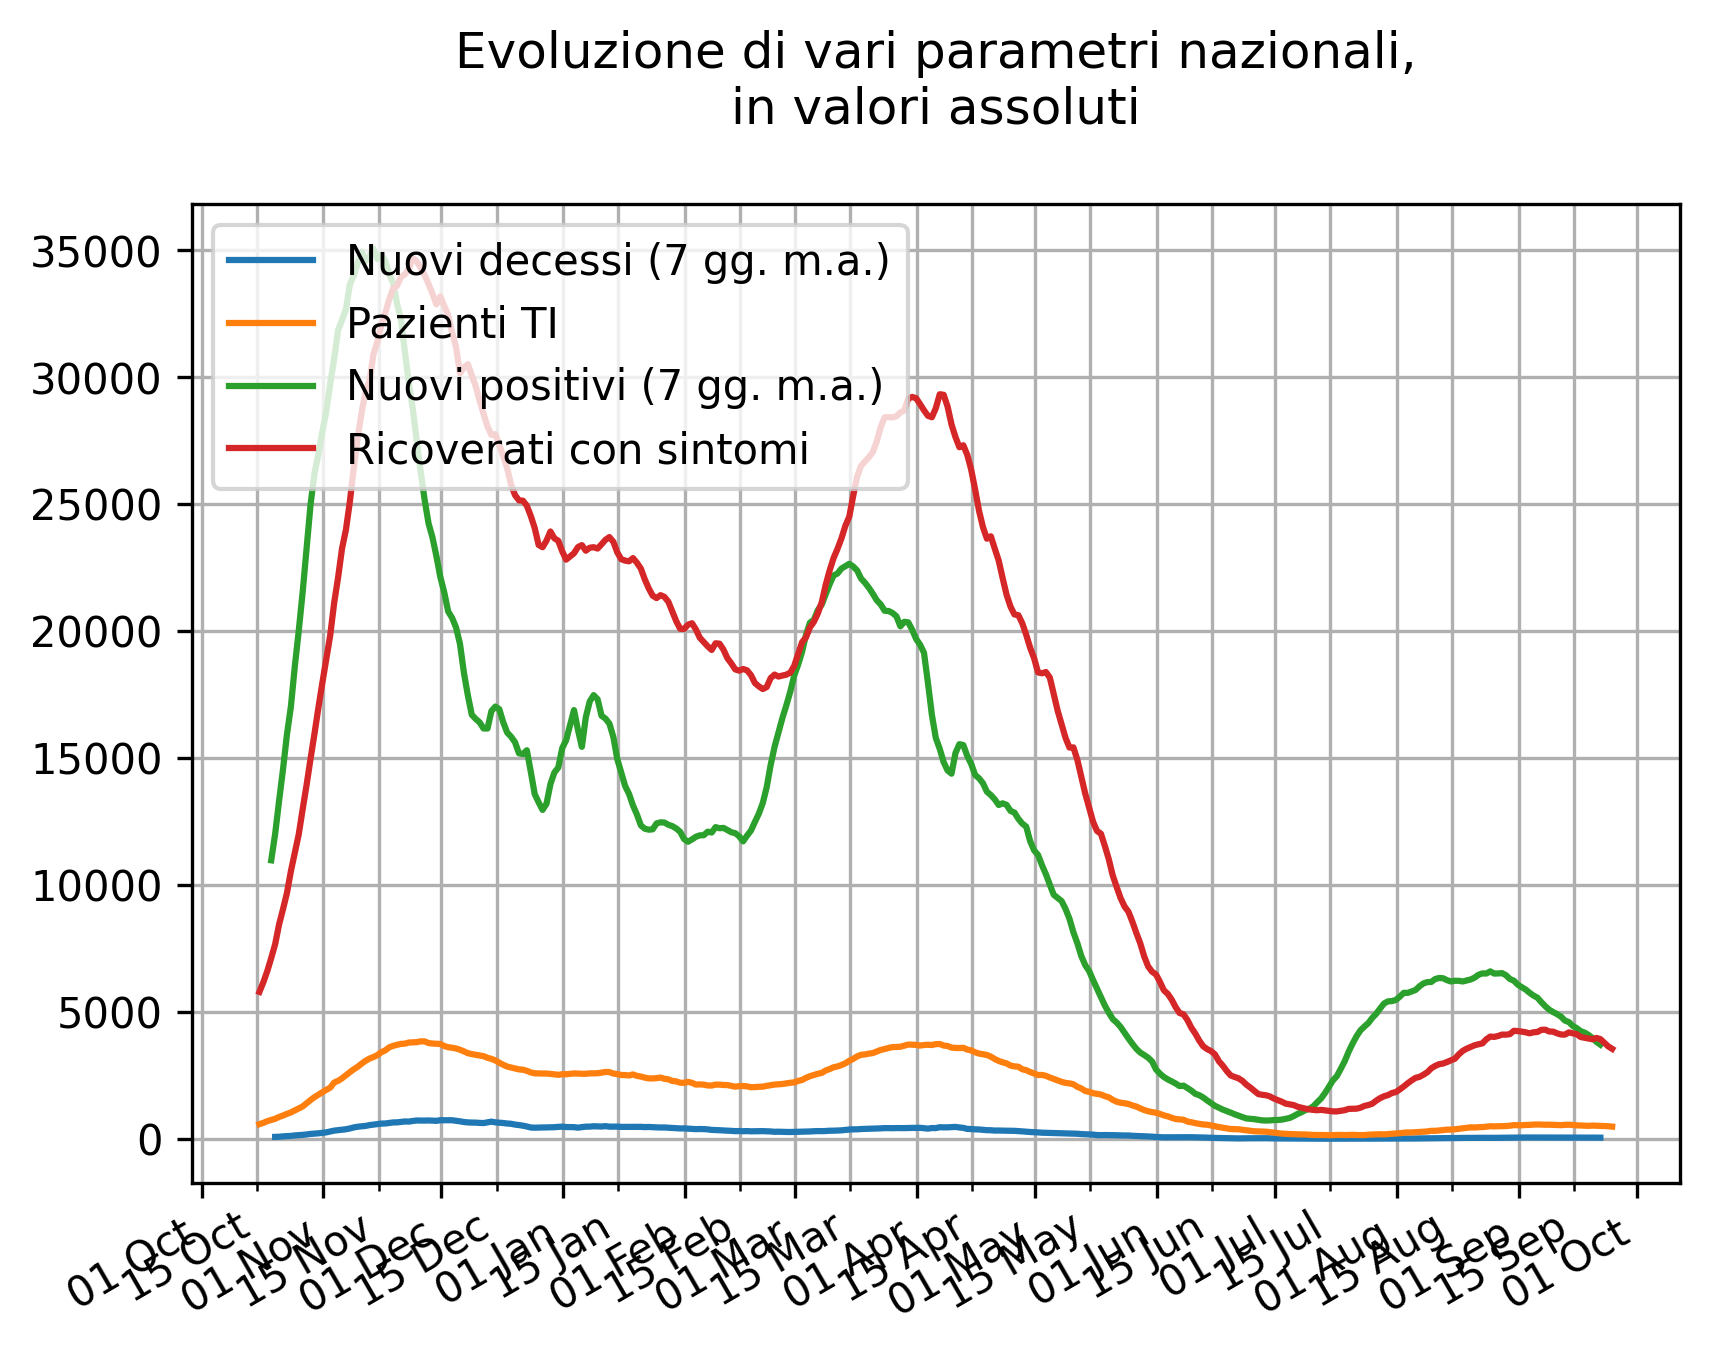 Evoluzione di vari parametri nazionali,
in valori assoluti
35000
30000
25000
20000
15000
10000
5000
0
Nuovi decessi (7 gg. m.a.)
Pazienti TI
Nuovi positivi (7 gg. m.a.)
Ricoverati con sintomi
01 Oct
15 Oct
01 Nov
15 Nov
01 Dec
15 Dec
01 Jan
15 Jan
01 Feb
15 Feb
01 Mar
15 Mar
01 Apr
15 Apr
01 May
15 May
01 Jun
15 Jun
01 Jul
15 Jul
01 Aug
15 Aug
01 Sep
15 Sep
01 Oct